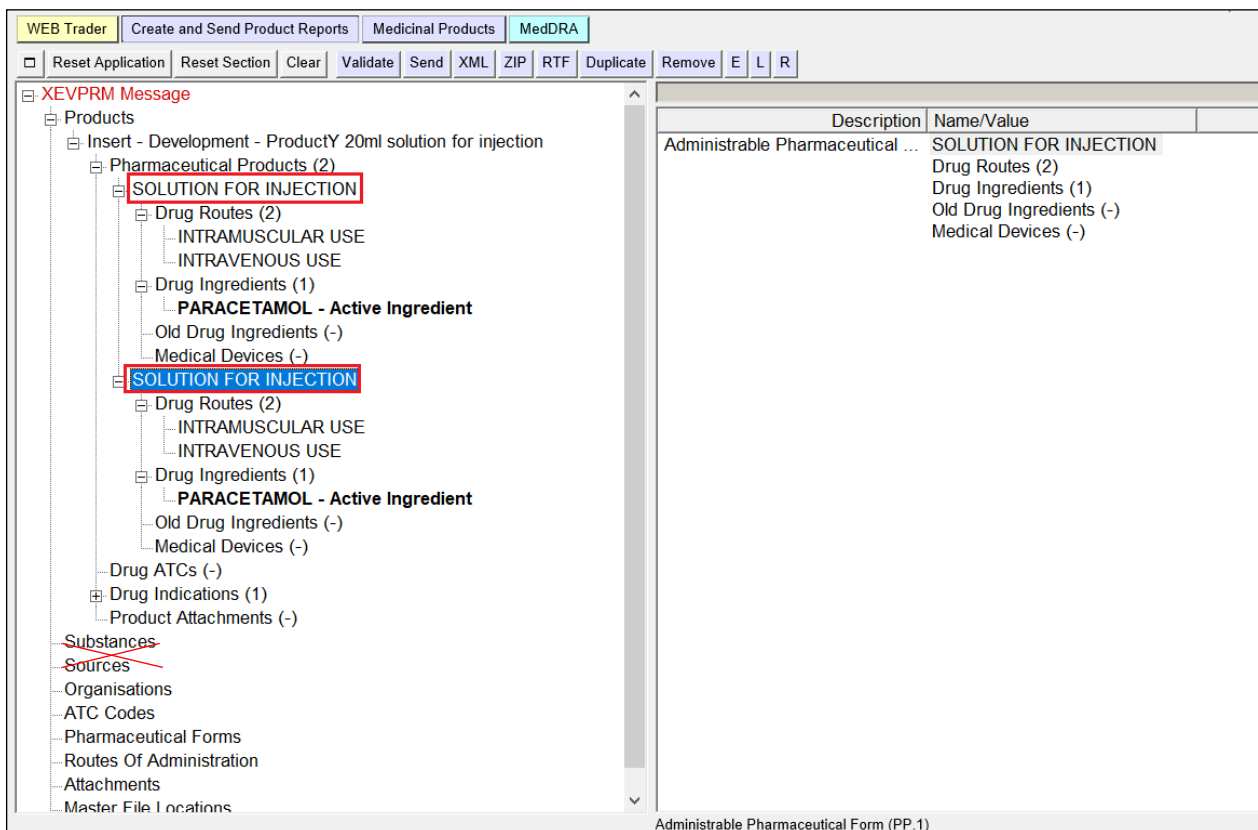 WEB Trader Create and Send Product Reports Medicinal Products MedDRA
Reset Application Reset Section Clear Validate Send XML ZIP RTF Duplicate Remove E L R
XEVPRM Message
Products
Insert - Development - ProductY 20ml solution for injection
Pharmaceutical Products (2)
SOLUTION FOR INJECTION
Drug Routes (2)
INTRAMUSCULAR USE
INTRAVENOUS USE
Drug Ingredients (1)
PARACETAMOL - Active Ingredient
Old Drug Ingredients (-)
Medical Devices (-)
SOLUTION FOR INJECTION
Drug Routes (2)
INTRAMUSCULAR USE
INTRAVENOUS USE
Drug Ingredients (1)
PARACETAMOL - Active Ingredient
Old Drug Ingredients (-)
Medical Devices (-)
Drug ATCs (-)
Drug Indications (1)
Product Attachments (-)
Substances
Sources
Organisations
ATC Codes
Pharmaceutical Forms
Routes Of Administration
Attachments
Master File Locations
Description Name/Value
Administrable Pharmaceutical ... SOLUTION FOR INJECTION
Drug Routes (2)
Drug Ingredients (1)
Old Drug Ingredients (-)
Medical Devices (-)
Administrable Pharmaceutical Form (PP.1)